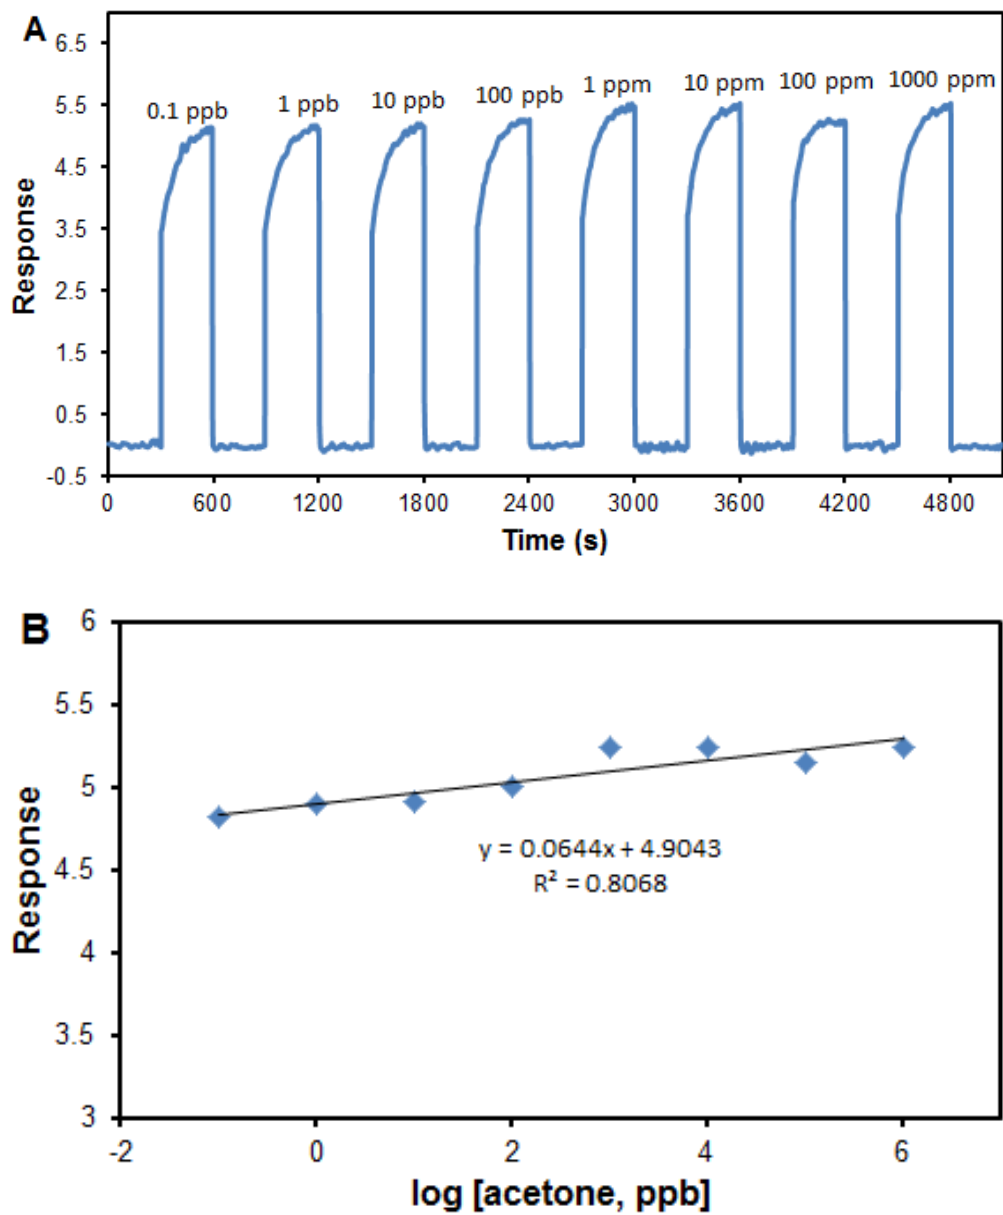 A
6.5
5.5
4.5
3.5
2.5
1.5
0.5
-0.5
Response
0.1 ppb
1 ppb
10 ppb
100 ppb
1 ppm
10 ppm
100 ppm
1000 ppm
0 600 1200 1800 2400 3000 3600 4200 4800
Time (s)
B
6
5.5
5
4.5
4
3.5
3
Response
y = 0.0644x + 4.9043
R² = 0.8068
-2 0 2 4 6
log [acetone, ppb]